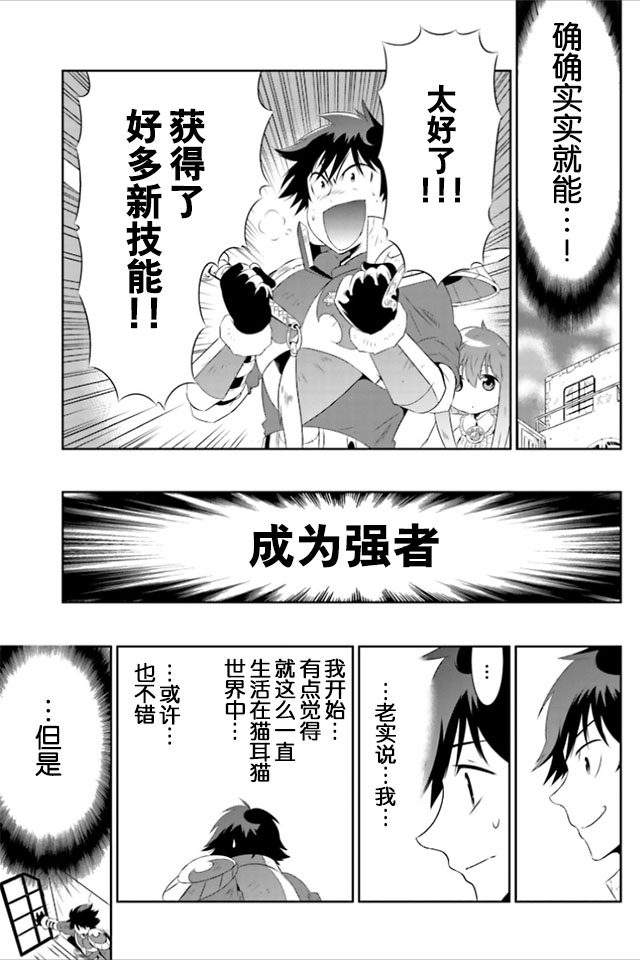 确确实实就能…！
太好了!!!
获得了
好多新技能!!
成为强者
…
…老实说…我…
我开始…
有点觉得
就这么一直
生活在猫耳猫
世界中…
…或许…
也不错
…但是